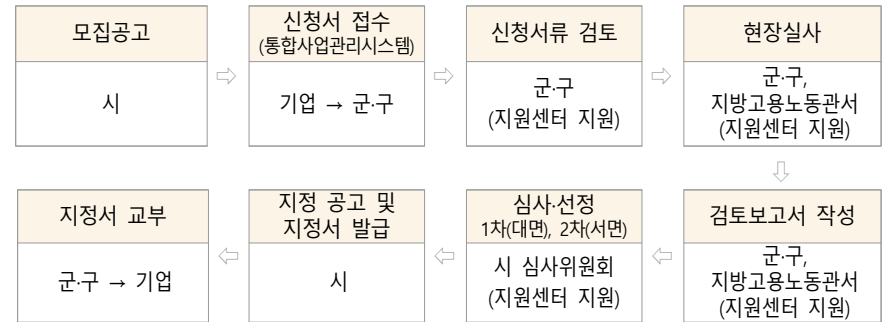 모집공고
시
⇨
신청서 접수
(통합사업관리시스템)
기업 → 군·구
⇨
신청서류 검토
군·구
(지원센터 지원)
⇨
현장실사
군·구,
지방고용노동관서
(지원센터 지원)
⇩
검토보고서 작성
군·구,
지방고용노동관서
(지원센터 지원)
⇦
심사·선정
1차(대면), 2차(서면)
시 심사위원회
(지원센터 지원)
⇦
지정 공고 및
지정서 발급
시
⇦
지정서 교부
군·구 → 기업